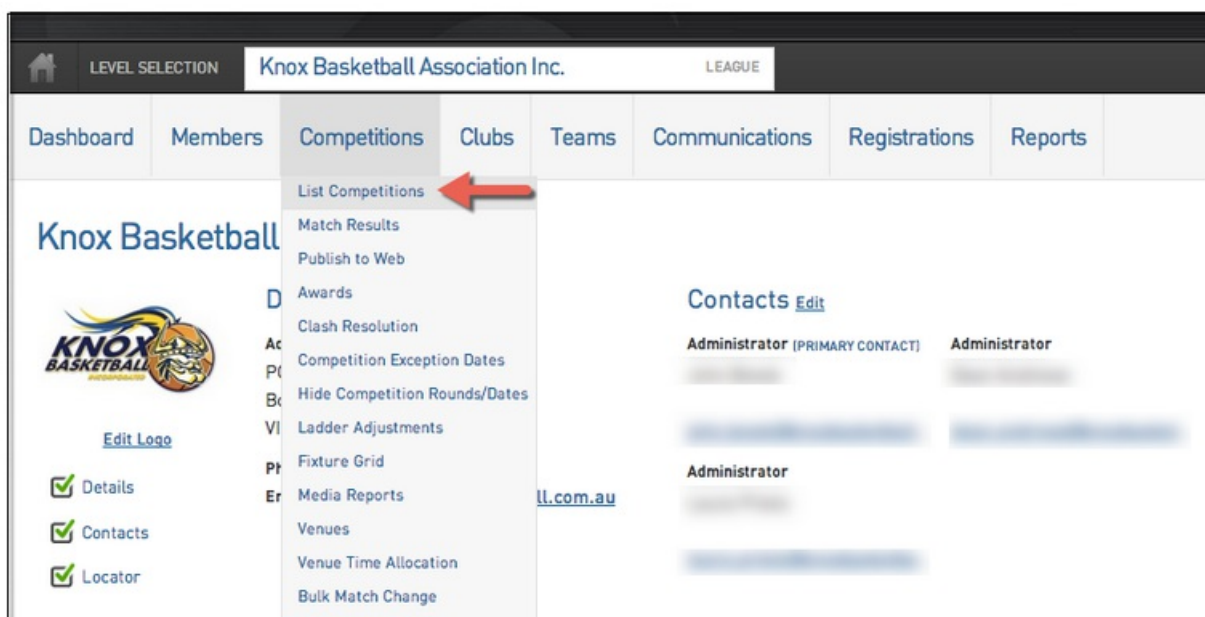 LEVEL SELECTION Knox Basketball Association Inc. LEAGUE
Dashboard Members Competitions Clubs Teams Communications Registrations Reports
List Competitions
Match Results
Publish to Web
Awards
Clash Resolution
Competition Exception Dates
Hide Competition Rounds/Dates
Ladder Adjustments
Fixture Grid
Media Reports
Venues
Venue Time Allocation
Bulk Match Change
Knox Basketball
KNOX
BASKETBALL
INCORPORATED
Edit Logo
Details
Contacts
Locator
ll.com.au
Contacts Edit
Administrator (PRIMARY CONTACT) Administrator
Administrator